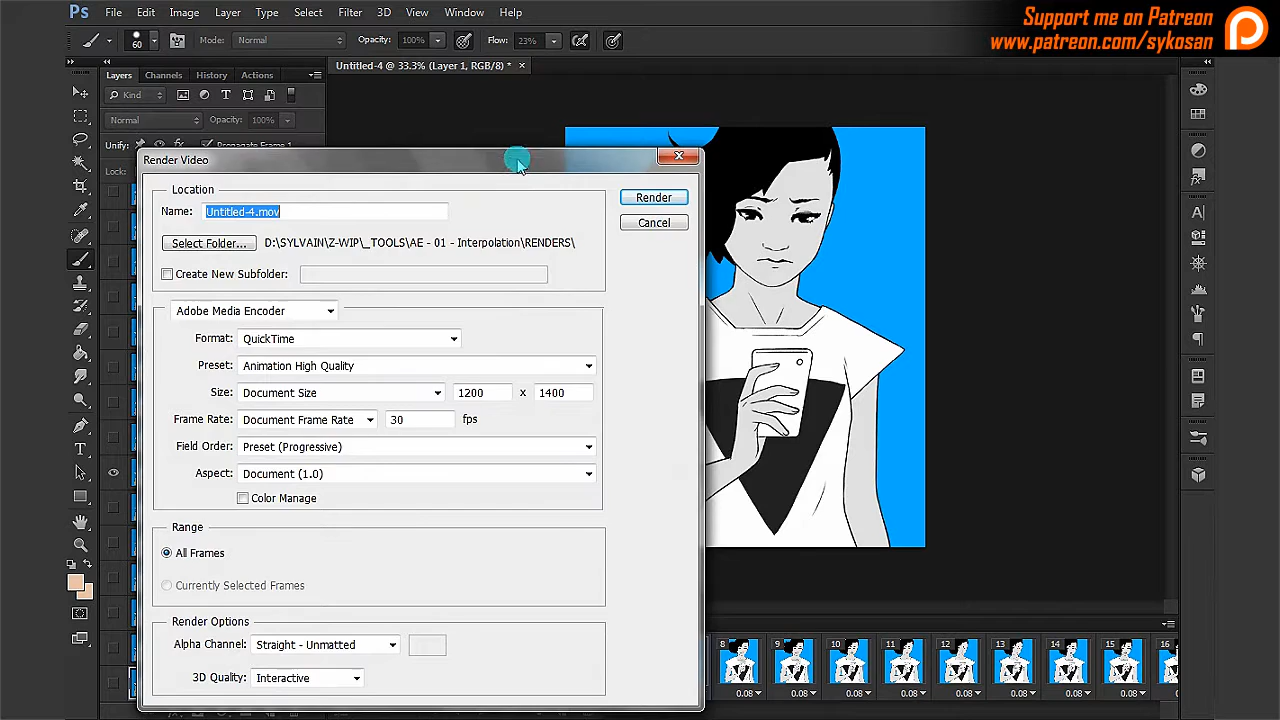 Ps File Edit Image Layer Type Select Filter 3D View Window Help
Support me on Patreon
www.patreon.com/sykosan
60 Mode: Normal Opacity: 100% Flow: 23%
Layers Channels History Actions
Untitled-4 @ 33.3% (Layer 1, RGB/8) * ×
Kind
Normal Opacity: 100%
Unify: Propagate Frame 1
Lock:
Render Video
Location
Name: Untitled-4.mov
Render
Select Folder... D:\SYLVAIN\Z-WIP\_TOOLS\AE - 01 - Interpolation\RENDERS\
Cancel
Create New Subfolder:
Adobe Media Encoder
Format: QuickTime
Preset: Animation High Quality
Size: Document Size 1200 x 1400
Frame Rate: Document Frame Rate 30 fps
Field Order: Preset (Progressive)
Aspect: Document (1.0)
Color Manage
Range
All Frames
Currently Selected Frames
Render Options
Alpha Channel: Straight - Unmatted
3D Quality: Interactive
8 9 10 11 12 13 14 15 16
0.08 0.08 0.08 0.08 0.08 0.08 0.08 0.08